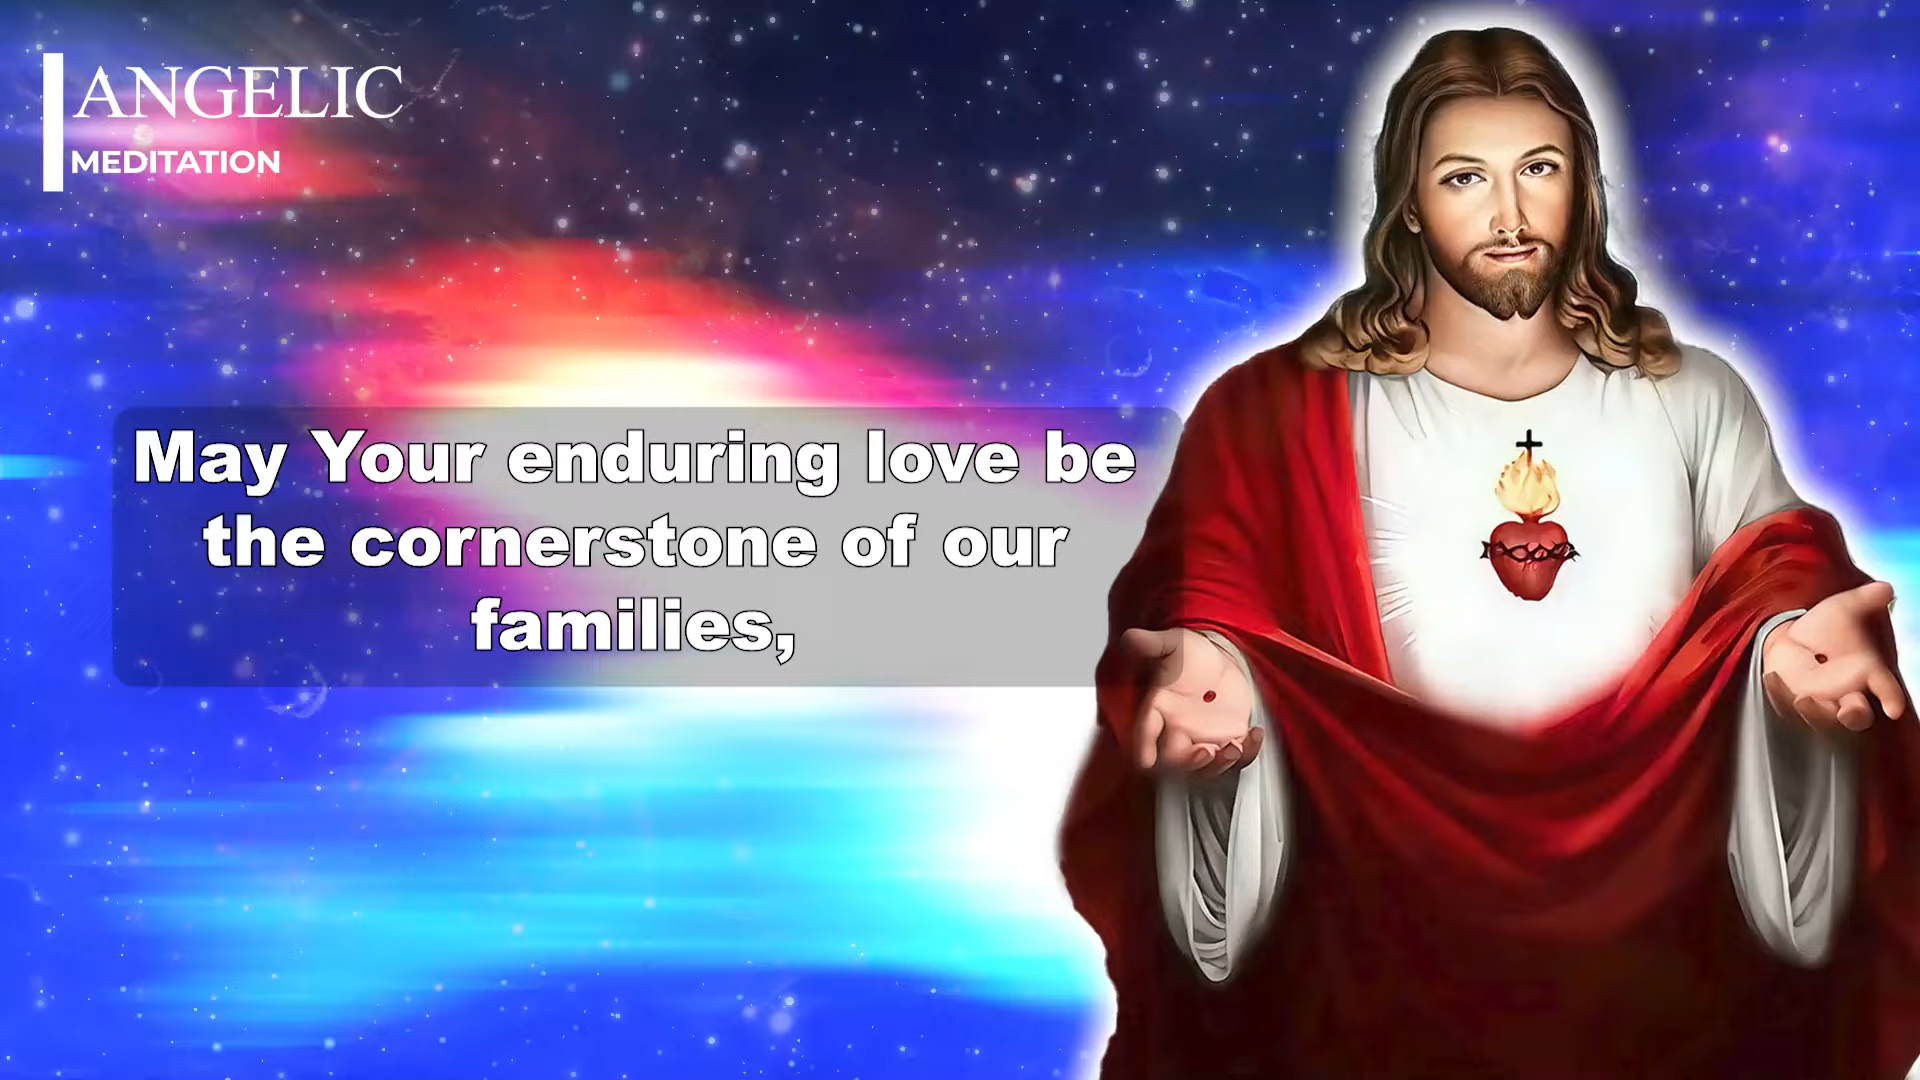 ANGELIC
MEDITATION
May Your enduring love be
the cornerstone of our
families,